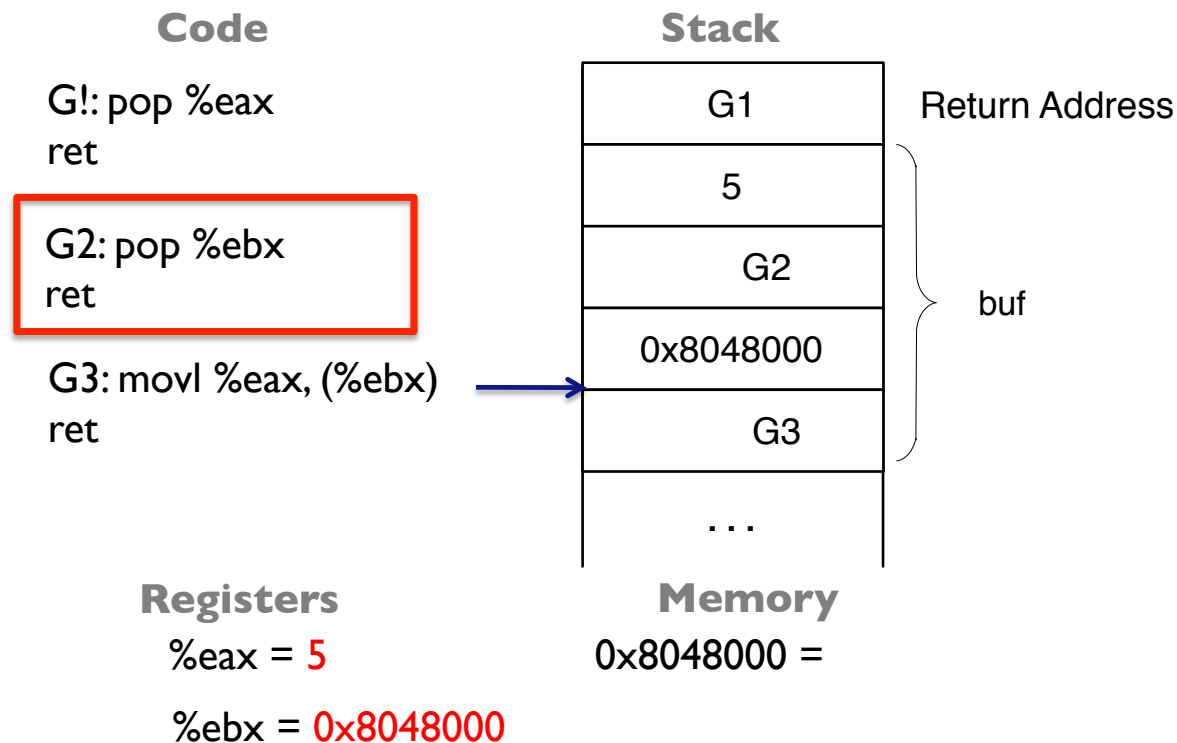 Code
Stack
G!: pop %eax
ret
G2: pop %ebx
ret
G3: movl %eax, (%ebx)
ret
G1
Return Address
5
G2
0x8048000
G3
...
buf
Registers
%eax = 5
%ebx = 0x8048000
Memory
0x8048000 =